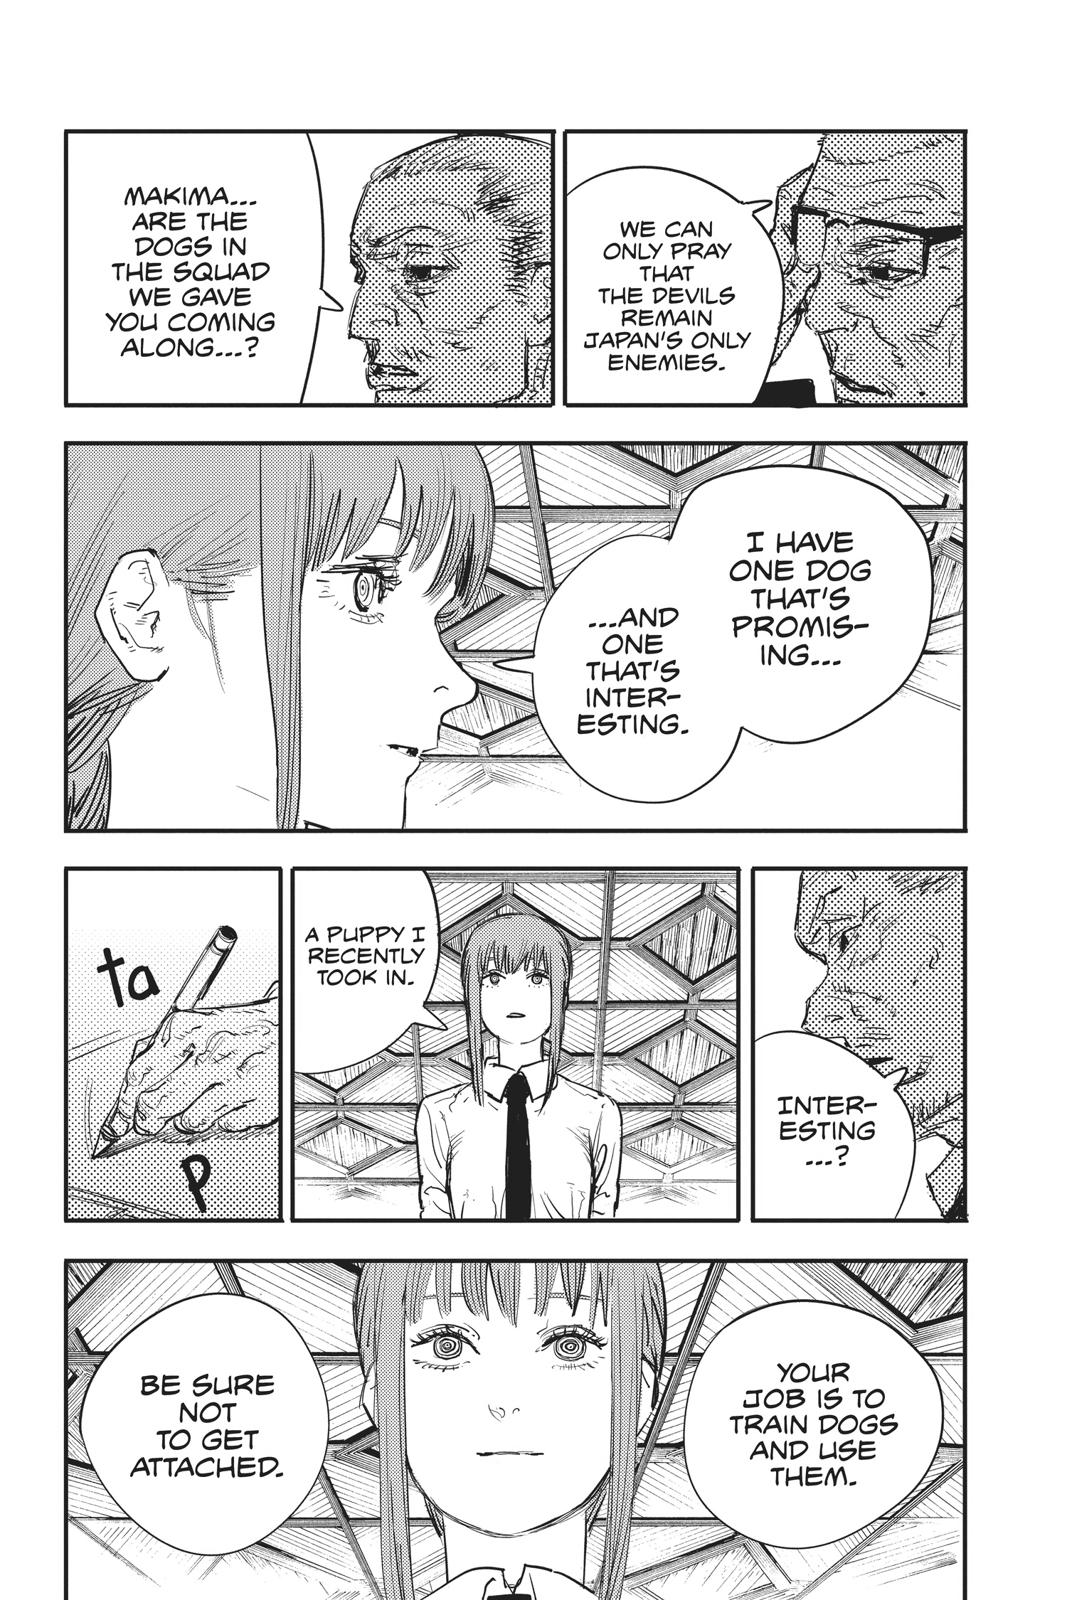 WE CAN
ONLY PRAY
THAT
THE DEVILS
REMAIN
JAPAN'S ONLY
ENEMIES.
MAKIMA...
ARE THE
DOGS IN
THE SQUAD
WE GAVE
YOU COMING
ALONG...?
I HAVE
ONE DOG
THAT'S
PROMIS-
ING...
...AND
ONE
THAT'S
INTER-
ESTING.
INTER-
ESTING
...?
A PUPPY I
RECENTLY
TOOK IN.
ta
p
YOUR
JOB IS TO
TRAIN DOGS
AND USE
THEM.
BE SURE
NOT
TO GET
ATTACHED.